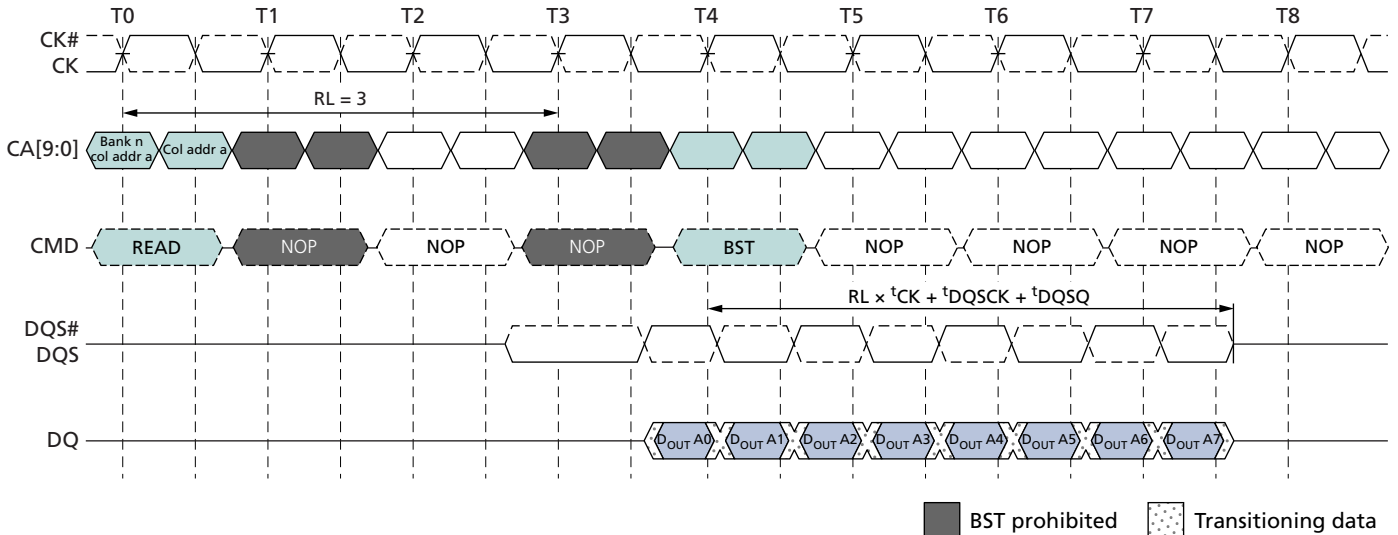 T0 T1 T2 T3 T4 T5 T6 T7 T8
CK#
CK
RL = 3
CA[9:0] Bank n col addr a Col addr a
CMD READ NOP NOP NOP BST NOP NOP NOP NOP
RL × tCK + tDQSCK + tDQSQ
DQS#
DQS
DQ DOUT A0 DOUT A1 DOUT A2 DOUT A3 DOUT A4 DOUT A5 DOUT A6 DOUT A7
BST prohibited Transitioning data